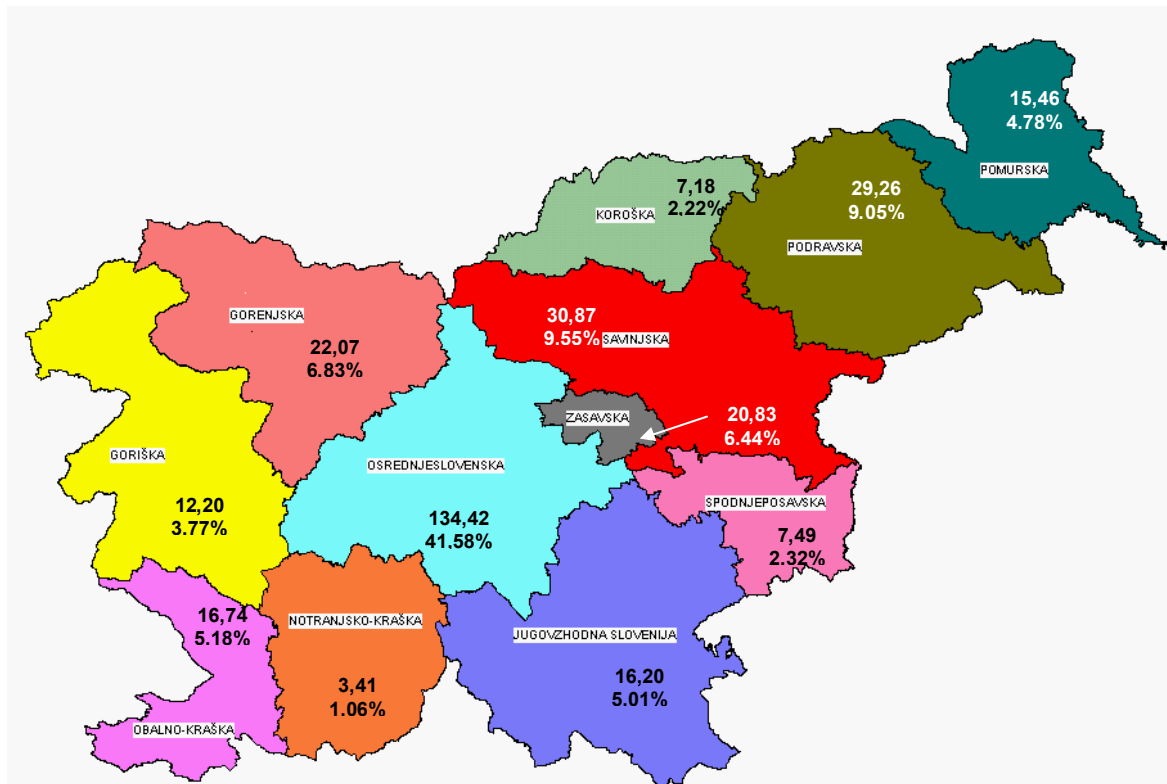 15,46
4.78%
POMURSKA
7,18
2,22%
KOROŠKA
29,26
9.05%
PODRAVSKA
GORENJSKA
22,07
6.83%
30,87
9.55%
SAVINJSKA
ZASAVSKA
20,83
6.44%
GORIŠKA
12,20
3.77%
OSREDNJESLOVENSKA
134,42
41,58%
SPODNJEPOSAVSKA
7,49
2.32%
16,74
5.18%
OBALNO-KRAŠKA
NOTRANJSKO-KRAŠKA
3,41
1.06%
JUGOVZHODNA SLOVENIJA
16,20
5.01%